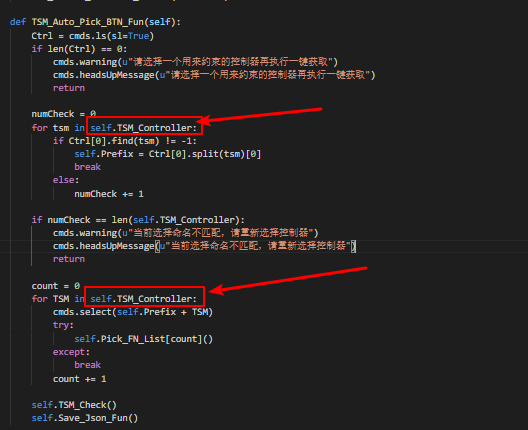 def TSM_Auto_Pick_BTN_Fun(self):
Ctrl = cmds.ls(sl=True)
if len(Ctrl) == 0:
cmds.warning(u"请选择一个用来约束的控制器再执行一键获取")
cmds.headsUpMessage(u"请选择一个用来约束的控制器再执行一键获取")
return
numCheck = 0
for tsm in self.TSM_Controller:
if Ctrl[0].find(tsm) != -1:
self.Prefix = Ctrl[0].split(tsm)[0]
break
else:
numCheck += 1
if numCheck == len(self.TSM_Controller):
cmds.warning(u"当前选择命名不匹配，请重新选择控制器")
cmds.headsUpMessage(u"当前选择命名不匹配，请重新选择控制器")
return
count = 0
for TSM in self.TSM_Controller:
cmds.select(self.Prefix + TSM)
try:
self.Pick_FN_List[count]()
except:
break
count += 1
self.TSM_Check()
self.Save_Json_Fun()